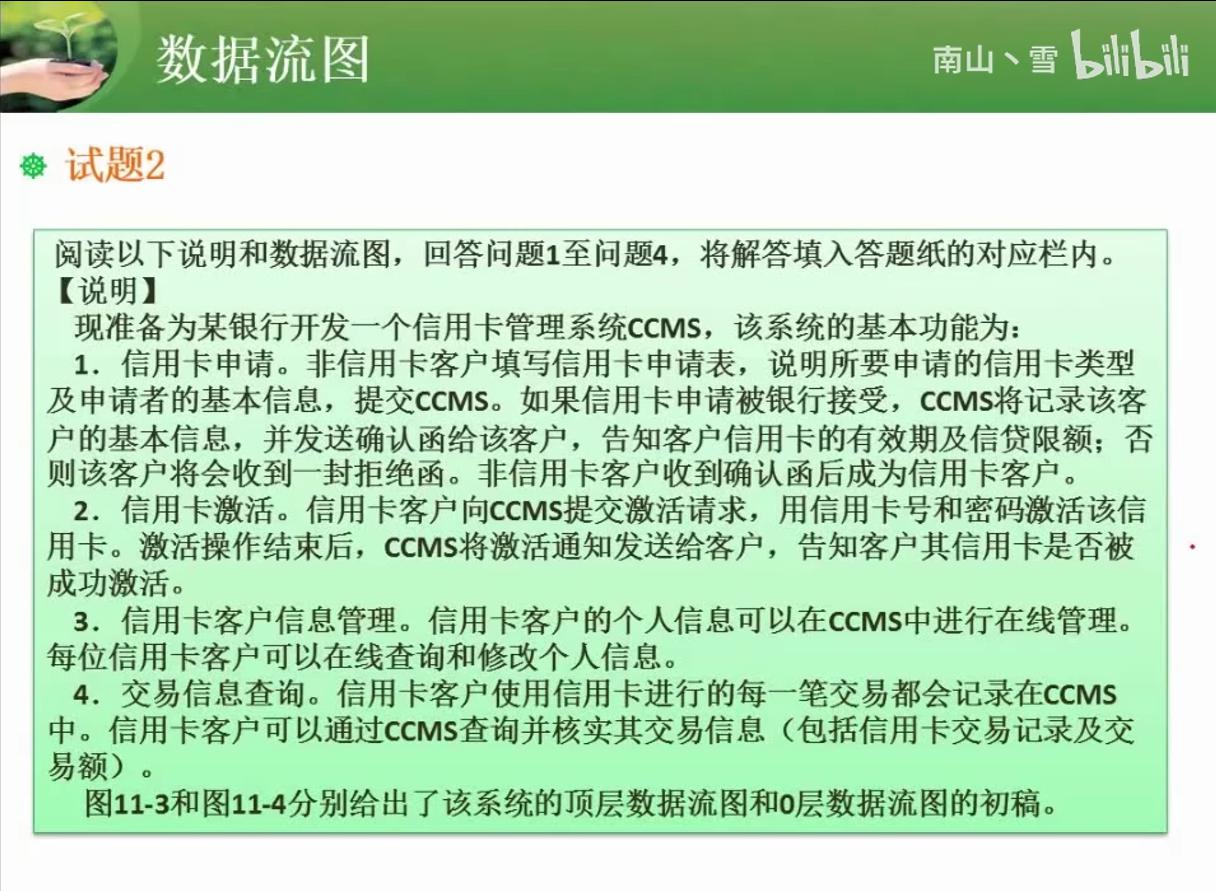 数据流图
南山丶雪 bilibili
试题2
阅读以下说明和数据流图，回答问题1至问题4，将解答填入答题纸的对应栏内。
【说明】
现准备为某银行开发一个信用卡管理系统CCMS，该系统的基本功能为：
1．信用卡申请。非信用卡客户填写信用卡申请表，说明所要申请的信用卡类型
及申请者的基本信息，提交CCMS。如果信用卡申请被银行接受，CCMS将记录该客
户的基本信息，并发送确认函给该客户，告知客户信用卡的有效期及信贷限额；否
则该客户将会收到一封拒绝函。非信用卡客户收到确认函后成为信用卡客户。
2．信用卡激活。信用卡客户向CCMS提交激活请求，用信用卡号和密码激活该信
用卡。激活操作结束后，CCMS将激活通知发送给客户，告知客户其信用卡是否被
成功激活。
3．信用卡客户信息管理。信用卡客户的个人信息可以在CCMS中进行在线管理。
每位信用卡客户可以在线查询和修改个人信息。
4．交易信息查询。信用卡客户使用信用卡进行的每一笔交易都会记录在CCMS
中。信用卡客户可以通过CCMS查询并核实其交易信息（包括信用卡交易记录及交
易额）。
图11-3和图11-4分别给出了该系统的顶层数据流图和0层数据流图的初稿。